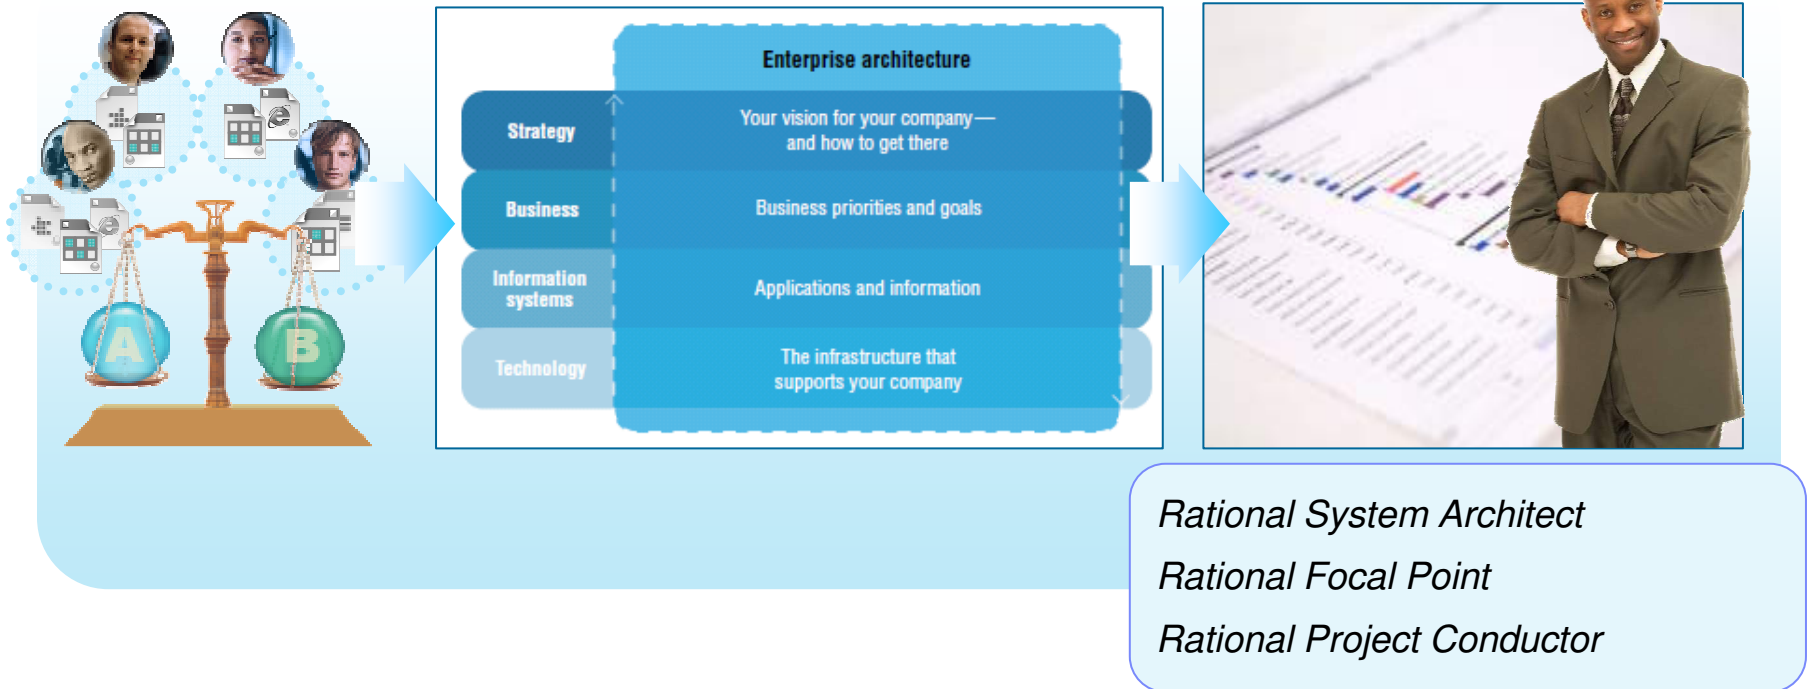 A
B
Enterprise architecture
Strategy
Your vision for your company—
and how to get there
Business
Business priorities and goals
Information
systems
Applications and information
Technology
The infrastructure that
supports your company
Rational System Architect
Rational Focal Point
Rational Project Conductor